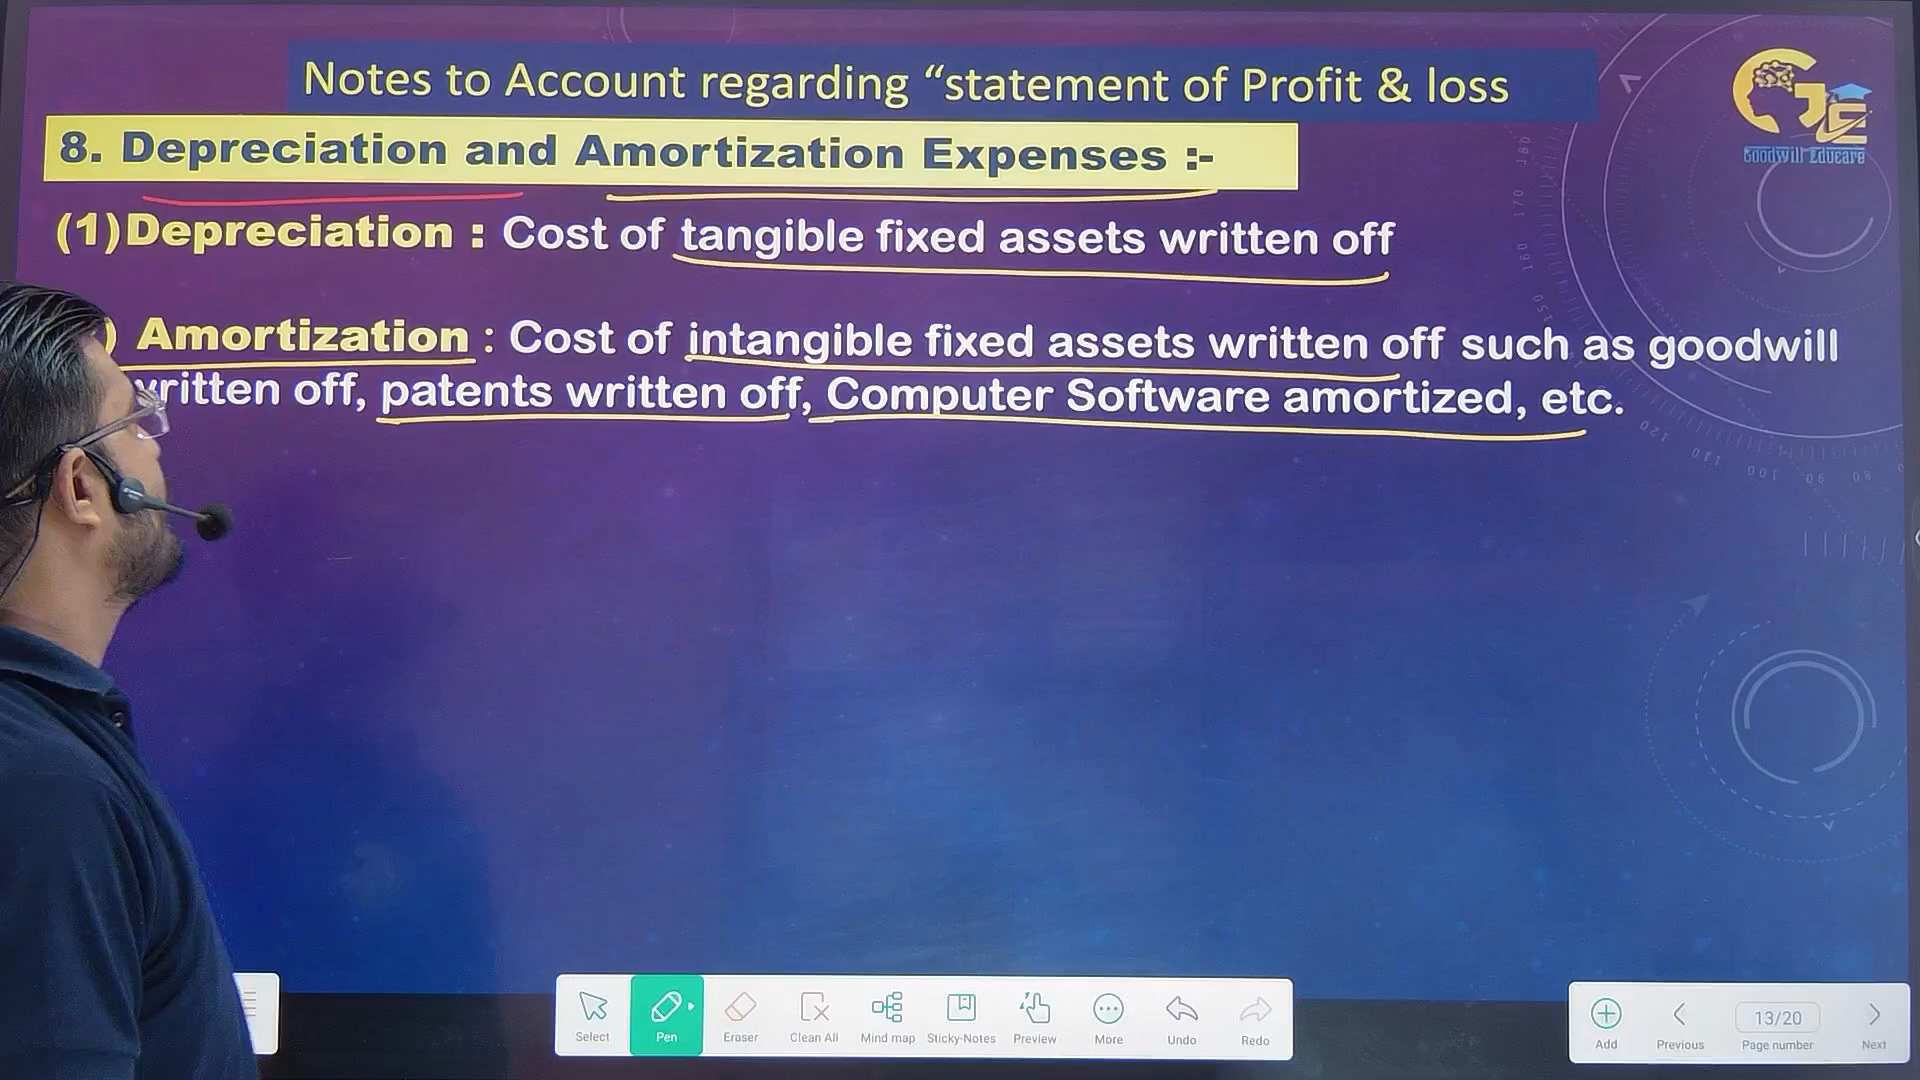 Notes to Account regarding “statement of Profit & loss
Goodwill Educare
8. Depreciation and Amortization Expenses :-
(1)Depreciation : Cost of tangible fixed assets written off
) Amortization : Cost of intangible fixed assets written off such as goodwill
written off, patents written off, Computer Software amortized, etc.
Select
Pen
Eraser
Clean All
Mind map
Sticky-Notes
Preview
More
Undo
Redo
Add
Previous
13/20
Page number
Next